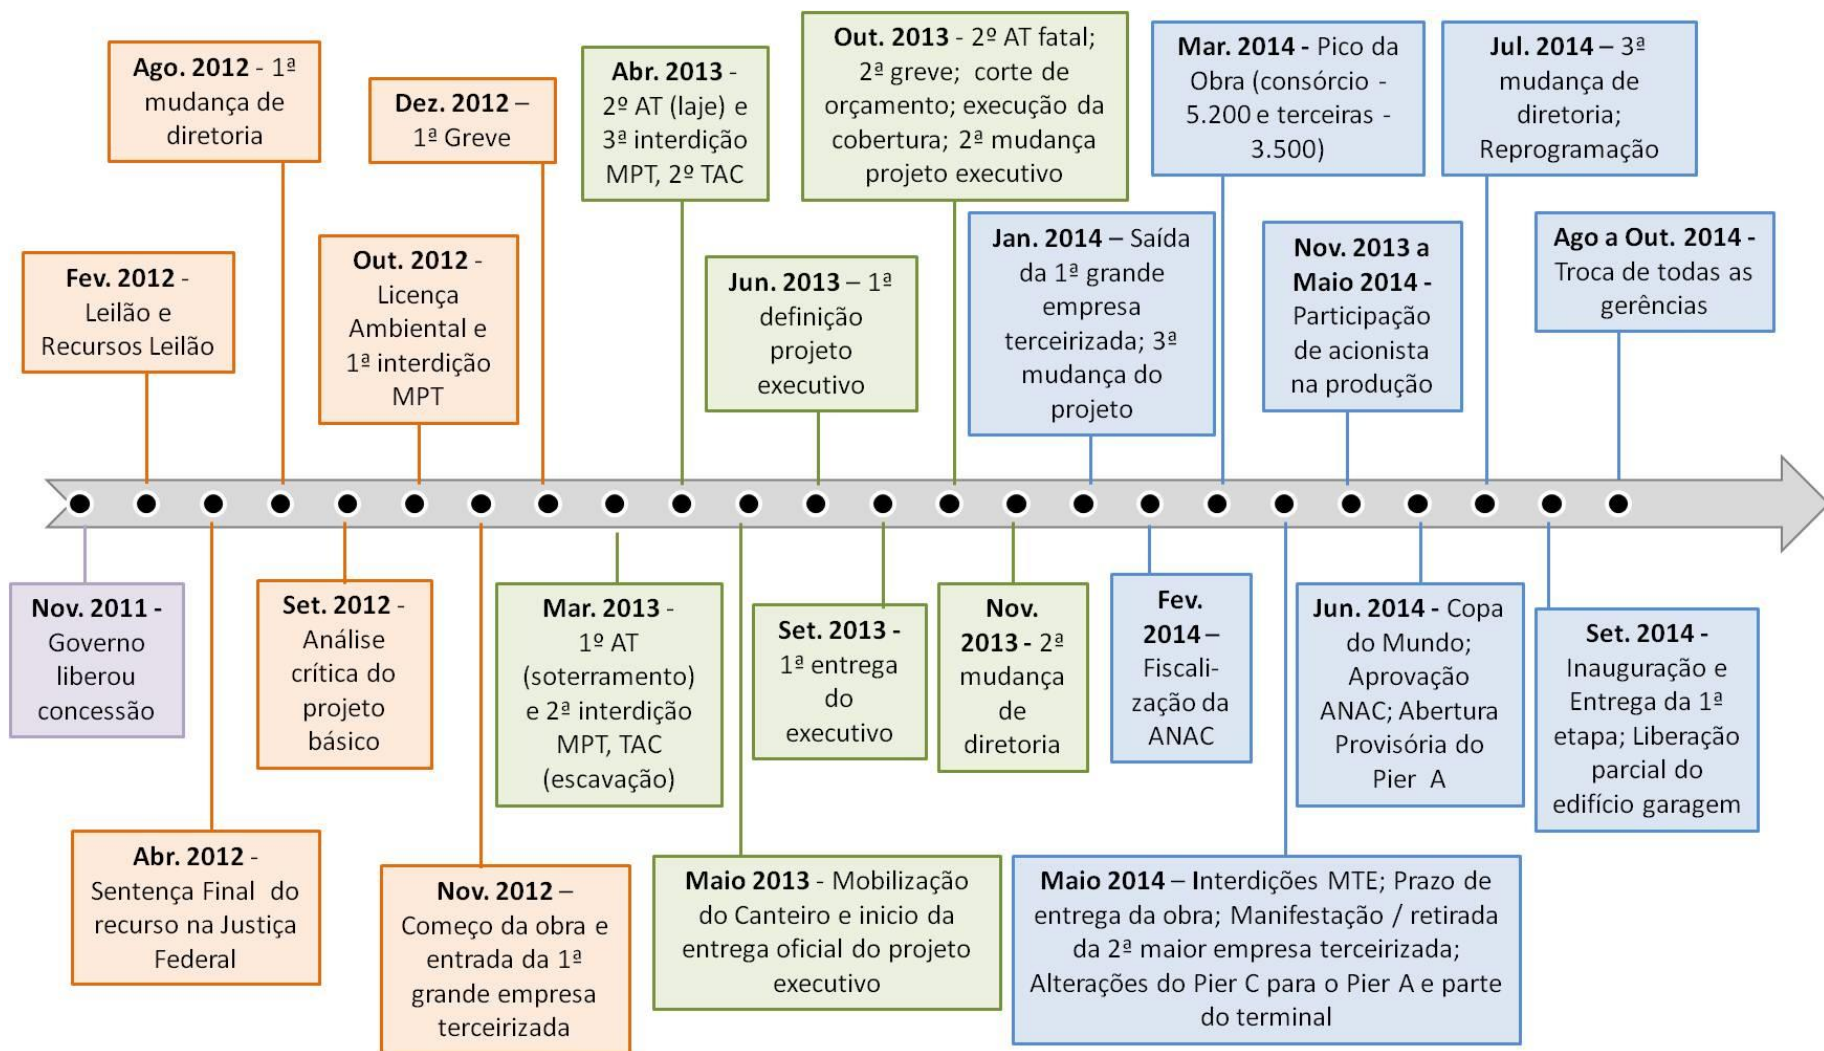 Ago. 2012 - 1ª
mudança de
diretoria
Dez. 2012 –
1ª Greve
Abr. 2013 -
2º AT (laje) e
3ª interdição
MPT, 2º TAC
Out. 2013 - 2º AT fatal;
2ª greve; corte de
orçamento; execução da
cobertura; 2ª mudança
projeto executivo
Mar. 2014 - Pico da
Obra (consórcio -
5.200 e terceiras -
3.500)
Jul. 2014 – 3ª
mudança de
diretoria;
Reprogramação
Fev. 2012 -
Leilão e
Recursos Leilão
Out. 2012 -
Licença
Ambiental e
1ª interdição
MPT
Jun. 2013 – 1ª
definição
projeto
executivo
Jan. 2014 – Saída
da 1ª grande
empresa
terceirizada; 3ª
mudança do
projeto
Nov. 2013 a
Maio 2014 -
Participação
de acionista
na produção
Ago a Out. 2014 -
Troca de todas as
gerências
Nov. 2011 -
Governo
liberou
concessão
Set. 2012 -
Análise
crítica do
projeto
básico
Mar. 2013 -
1º AT
(soterramento)
e 2ª interdição
MPT, TAC
(escavação)
Set. 2013 -
1ª entrega
do
executivo
Nov.
2013 - 2ª
mudança
de
diretoria
Fev.
2014 –
Fiscali-
zação da
ANAC
Jun. 2014 - Copa
do Mundo;
Aprovação
ANAC; Abertura
Provisória do
Pier A
Set. 2014 -
Inauguração e
Entrega da 1ª
etapa; Liberação
parcial do
edifício garagem
Abr. 2012 -
Sentença Final do
recurso na Justiça
Federal
Nov. 2012 –
Começo da obra e
entrada da 1ª
grande empresa
terceirizada
Maio 2013 - Mobilização
do Canteiro e inicio da
entrega oficial do projeto
executivo
Maio 2014 – Interdições MTE; Prazo de
entrega da obra; Manifestação / retirada
da 2ª maior empresa terceirizada;
Alterações do Pier C para o Pier A e parte
do terminal